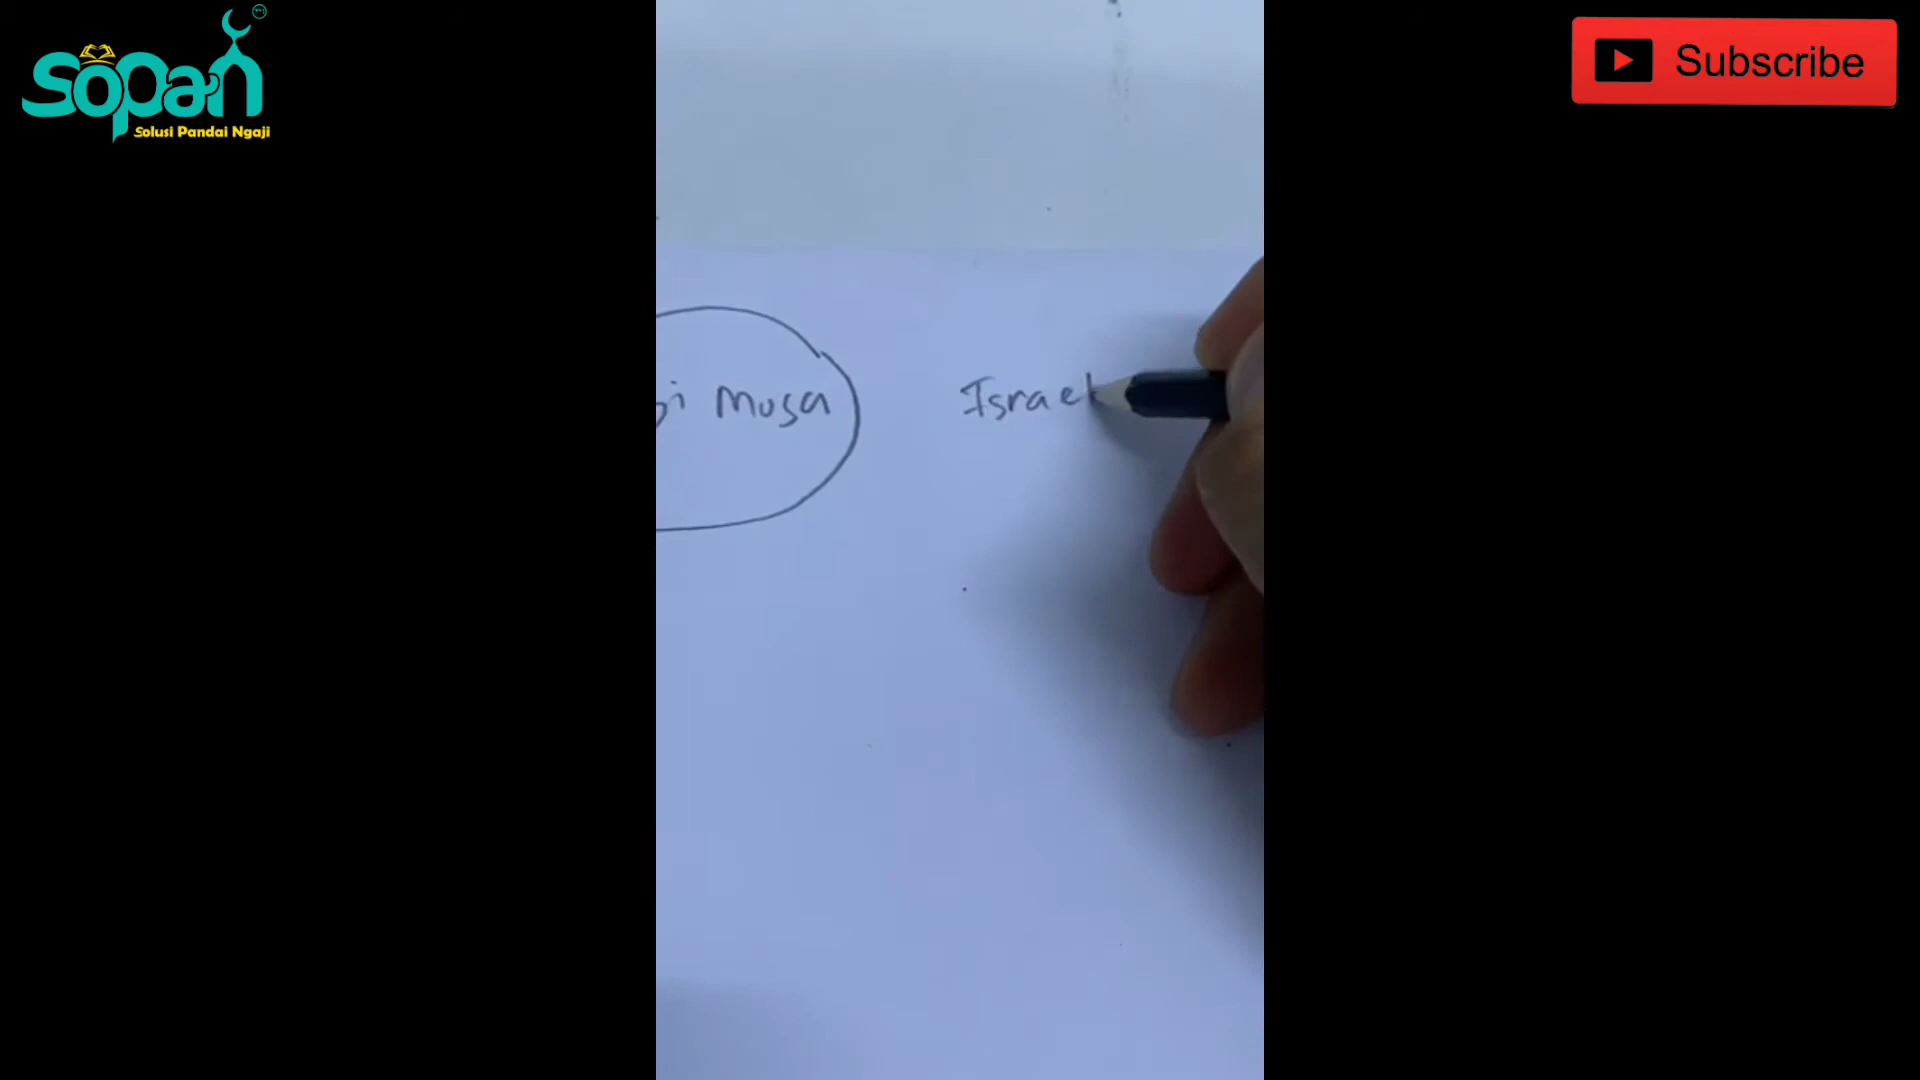 Sopan
Solusi Pandai Ngaji
Subscribe
Musa
Israel